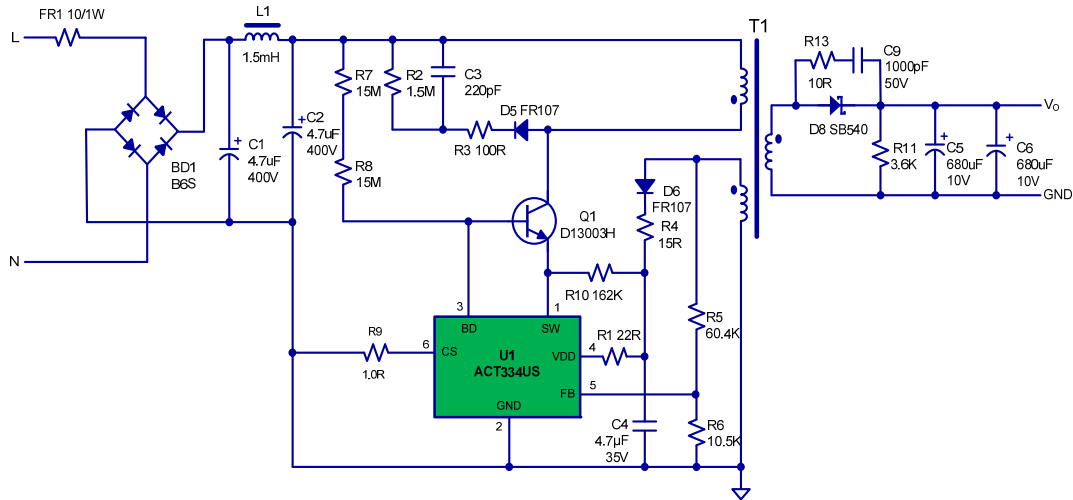 FR1 10/1W
L
L1
1.5mH
T1
R7
15M
R2
1.5M
C3
220pF
D5 FR107
R3 100R
R13
10R
C9
1000pF
50V
VO
D8 SB540
C1
4.7uF
400V
C2
4.7uF
400V
BD1
B6S
R8
15M
R11
3.6K
C5
680uF
10V
C6
680uF
10V
GND
D6
FR107
R4
15R
Q1
D13003H
N
R10 162K
3
1
BD
SW
R5
60.4K
R9
1.0R
6
CS
U1
ACT334US
VDD
4
R1 22R
FB
5
GND
2
C4
4.7µF
35V
R6
10.5K
+
+
+
+